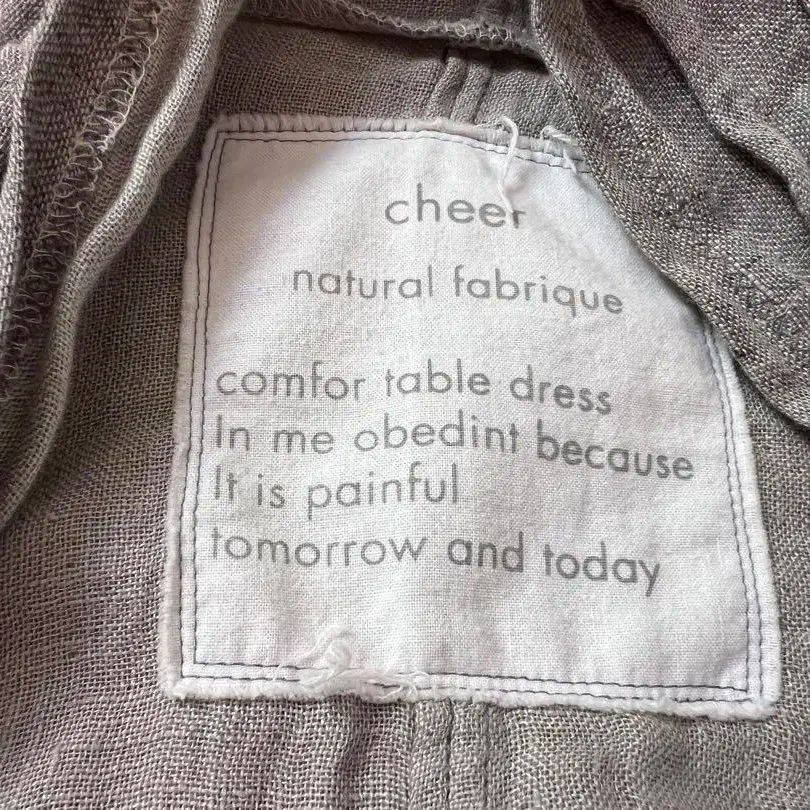 cheer
natural fabrique
comfor table dress
In me obedint because
It is painful
tomorrow and today